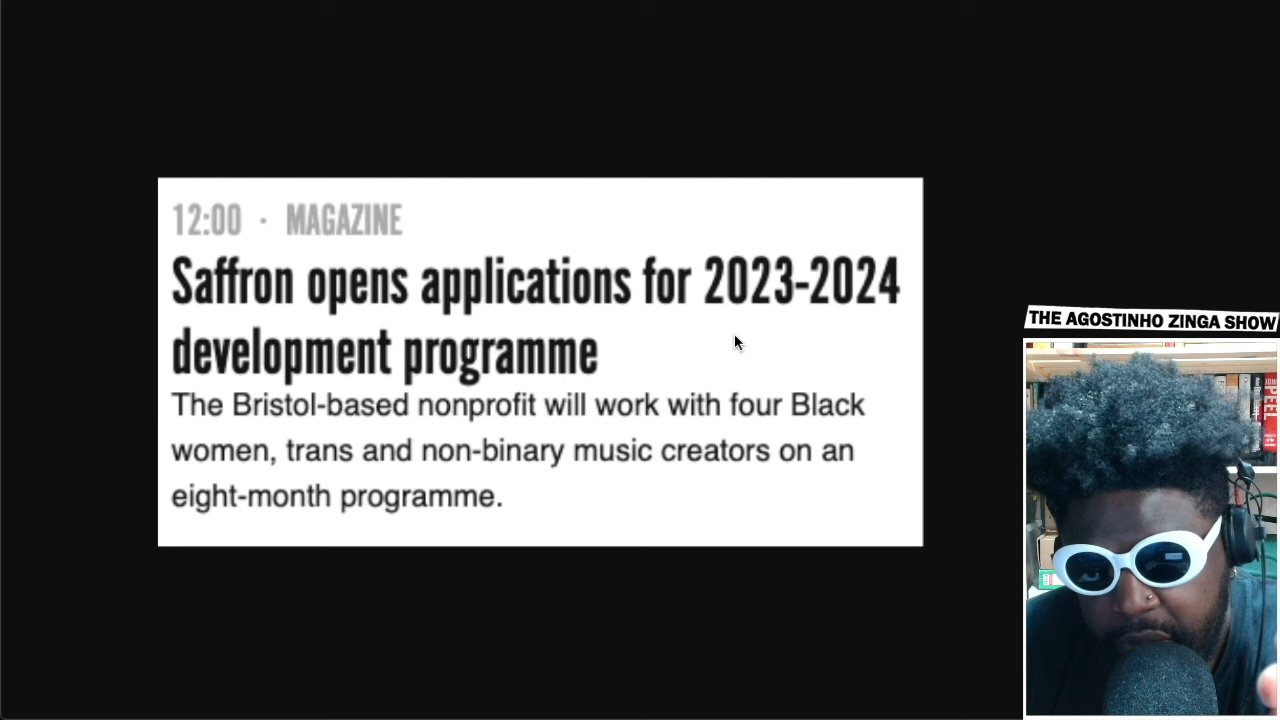 12:00 · MAGAZINE
Saffron opens applications for 2023-2024
development programme
The Bristol-based nonprofit will work with four Black
women, trans and non-binary music creators on an
eight-month programme.
THE AGOSTINHO ZINGA SHOW
PEEL